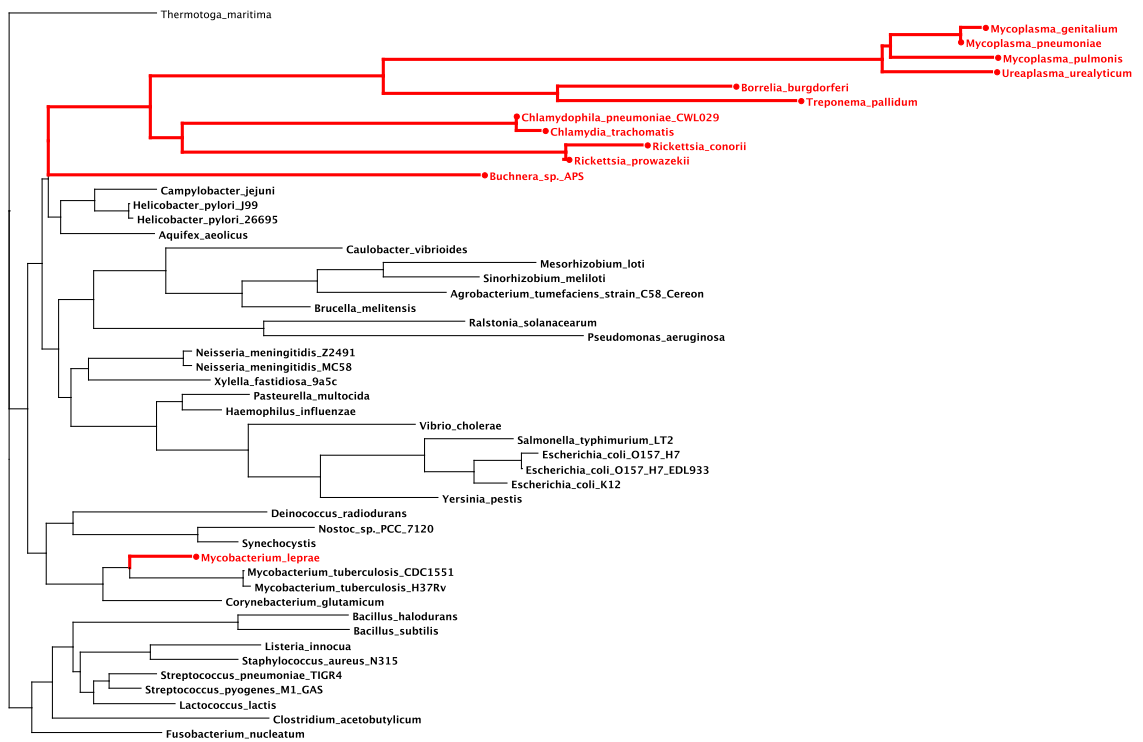 Thermotoga_maritima
Mycoplasma_genitalium
Mycoplasma_pneumoniae
Mycoplasma_pulmonis
Ureaplasma_urealyticum
Borrelia_burgdorferi
Treponema_pallidum
Chlamydophila_pneumoniae_CWL029
Chlamydia_trachomatis
Rickettsia_conorii
Rickettsia_prowazekii
Buchnera_sp._APS
Campylobacter_jejuni
Helicobacter_pylori_J99
Helicobacter_pylori_26695
Aquifex_aeolicus
Caulobacter_vibrioides
Mesorhizobium_loti
Sinorhizobium_meliloti
Agrobacterium_tumefaciens_strain_C58_Cereon
Brucella_melitensis
Ralstonia_solanacearum
Pseudomonas_aeruginosa
Neisseria_meningitidis_Z2491
Neisseria_meningitidis_MC58
Xylella_fastidiosa_9a5c
Pasteurella_multocida
Haemophilus_influenzae
Vibrio_cholerae
Salmonella_typhimurium_LT2
Escherichia_coli_O157_H7
Escherichia_coli_O157_H7_EDL933
Escherichia_coli_K12
Yersinia_pestis
Deinococcus_radiodurans
Nostoc_sp._PCC_7120
Synechocystis
Mycobacterium_leprae
Mycobacterium_tuberculosis_CDC1551
Mycobacterium_tuberculosis_H37Rv
Corynebacterium_glutamicum
Bacillus_halodurans
Bacillus_subtilis
Listeria_innocua
Staphylococcus_aureus_N315
Streptococcus_pneumoniae_TIGR4
Streptococcus_pyogenes_M1_GAS
Lactococcus_lactis
Clostridium_acetobutylicum
Fusobacterium_nucleatum